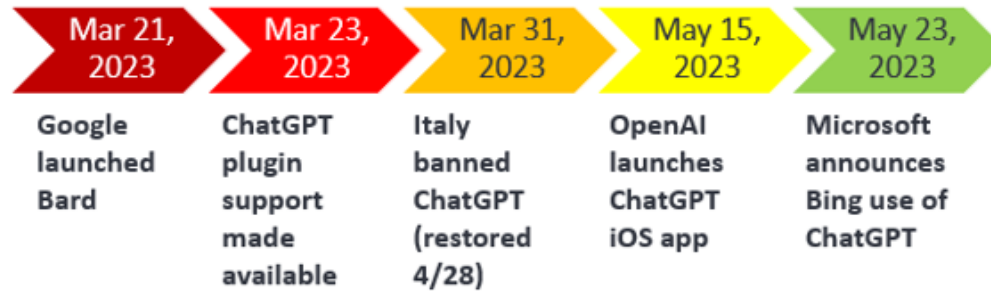 Mar 21,
2023
Mar 23,
2023
Mar 31,
2023
May 15,
2023
May 23,
2023
Google
launched
Bard
ChatGPT
plugin
support
made
available
Italy
banned
ChatGPT
(restored
4/28)
OpenAI
launches
ChatGPT
iOS app
Microsoft
announces
Bing use of
ChatGPT